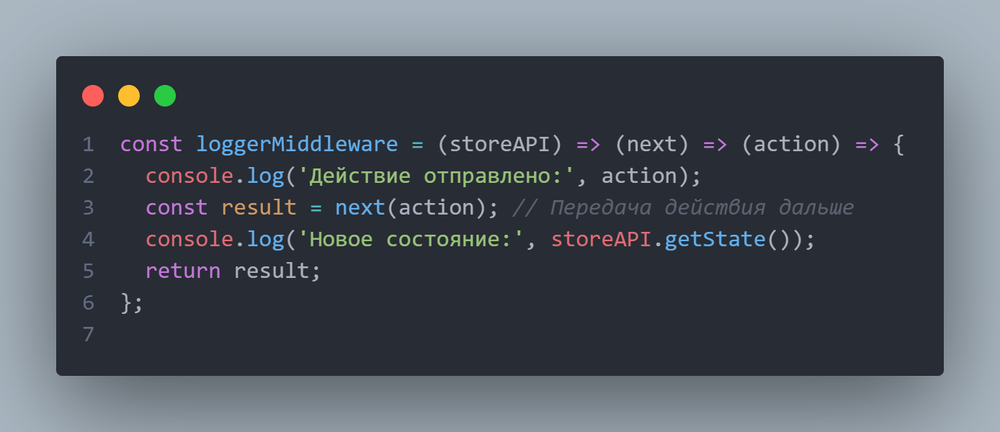 1 const loggerMiddleware = (storeAPI) => (next) => (action) => {
2   console.log('Действие отправлено:', action);
3   const result = next(action); // Передача действия дальше
4   console.log('Новое состояние:', storeAPI.getState());
5   return result;
6 };
7